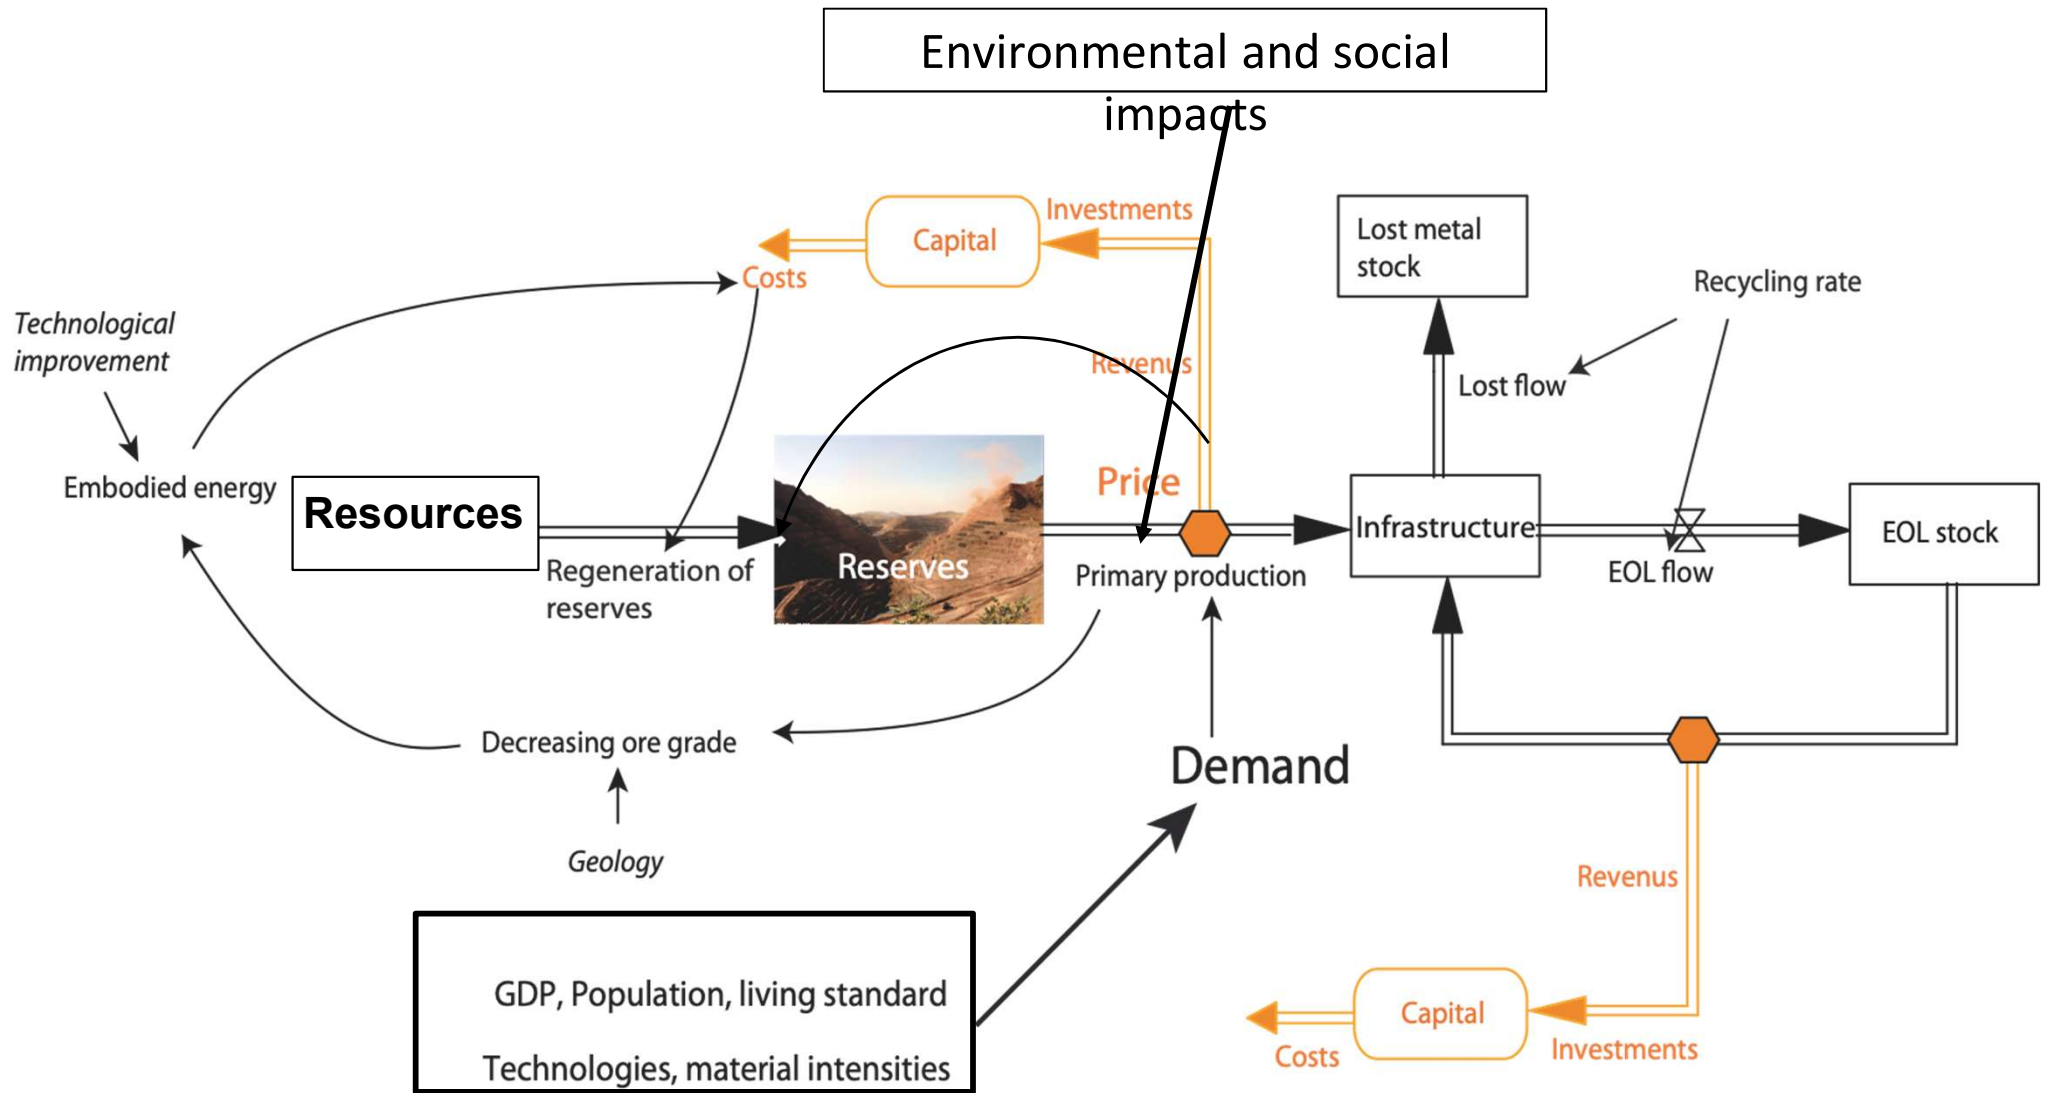 Environmental and social
impacts
Investments
Capital
Costs
Lost metal
stock
Recycling rate
Technological
improvement
Revenus
Lost flow
Embodied energy
Resources
Price
Infrastructure
EOL stock
Regeneration of
reserves
Reserves
Primary production
EOL flow
Decreasing ore grade
Demand
Geology
Revenus
GDP, Population, living standard
Technologies, material intensities
Capital
Costs
Investments